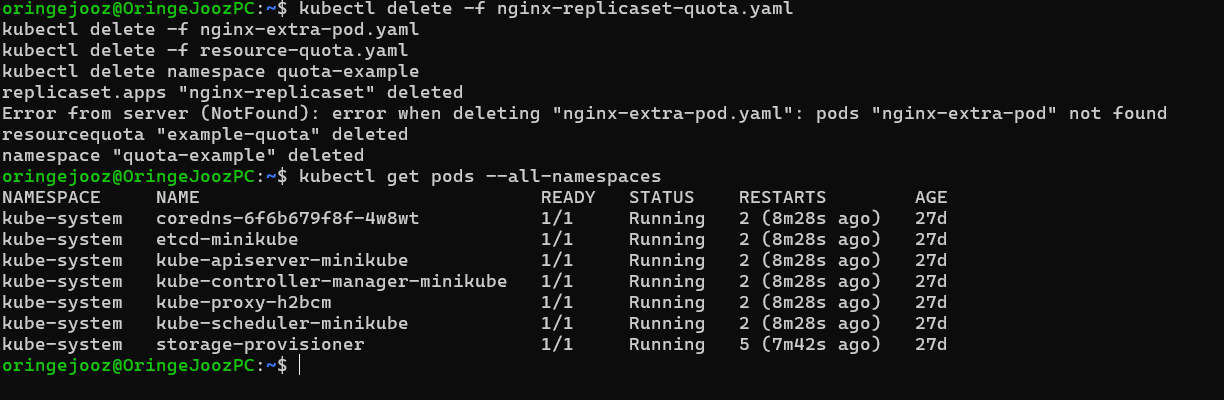 oringejooz@OringeJoozPC:~$ kubectl delete -f nginx-replicaset-quota.yaml
kubectl delete -f nginx-extra-pod.yaml
kubectl delete -f resource-quota.yaml
kubectl delete namespace quota-example
replicaset.apps "nginx-replicaset" deleted
Error from server (NotFound): error when deleting "nginx-extra-pod.yaml": pods "nginx-extra-pod" not found
resourcequota "example-quota" deleted
namespace "quota-example" deleted
oringejooz@OringeJoozPC:~$ kubectl get pods --all-namespaces
NAMESPACE     NAME                               READY   STATUS    RESTARTS        AGE
kube-system   coredns-6f6b679f8f-4w8wt           1/1     Running   2 (8m28s ago)   27d
kube-system   etcd-minikube                      1/1     Running   2 (8m28s ago)   27d
kube-system   kube-apiserver-minikube            1/1     Running   2 (8m28s ago)   27d
kube-system   kube-controller-manager-minikube   1/1     Running   2 (8m28s ago)   27d
kube-system   kube-proxy-h2bcm                   1/1     Running   2 (8m28s ago)   27d
kube-system   kube-scheduler-minikube            1/1     Running   2 (8m28s ago)   27d
kube-system   storage-provisioner                1/1     Running   5 (7m42s ago)   27d
oringejooz@OringeJoozPC:~$